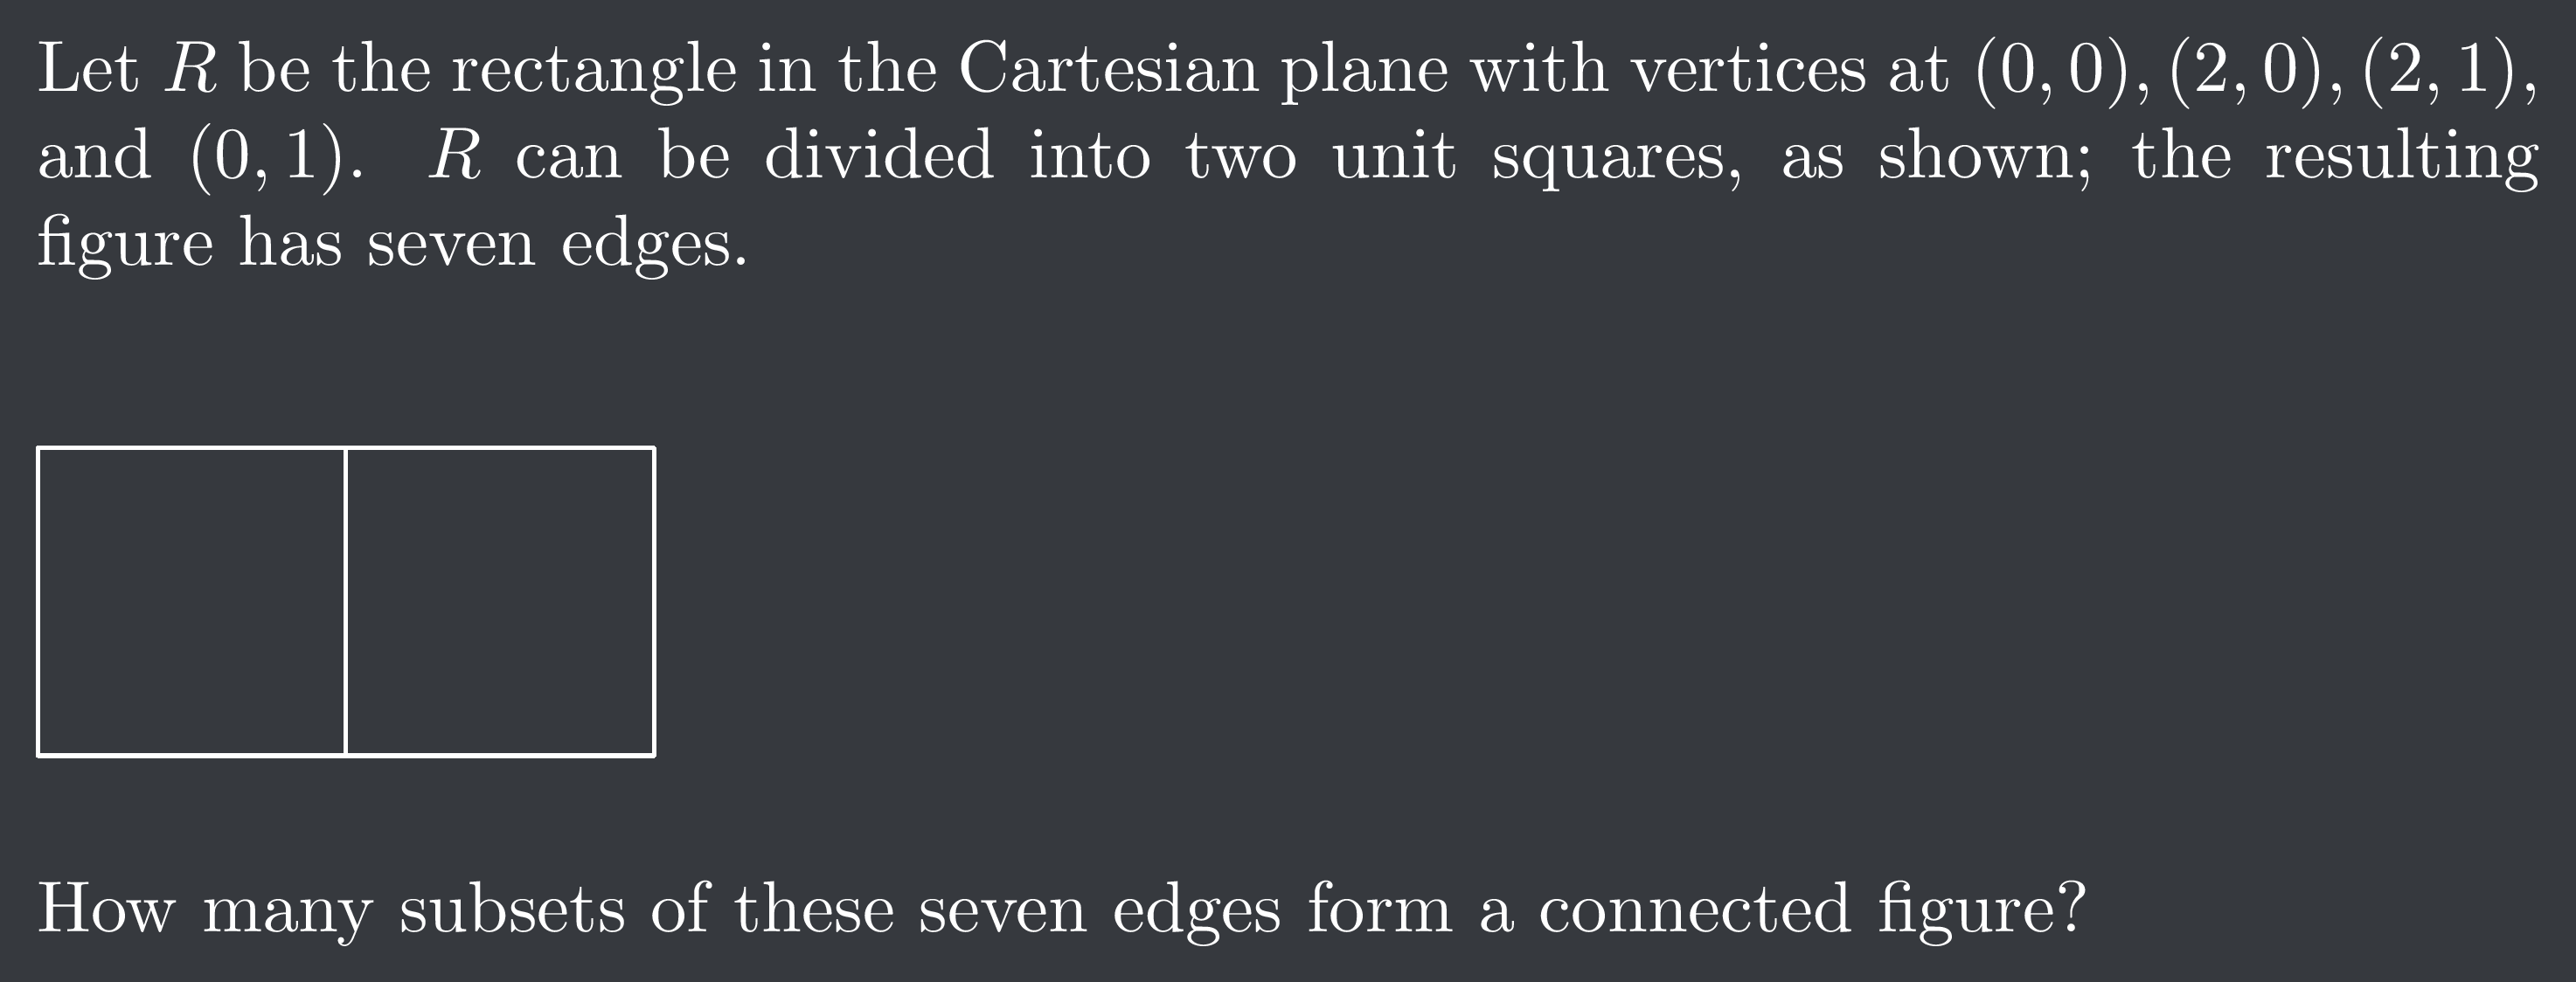 Let R be the rectangle in the Cartesian plane with vertices at (0, 0), (2, 0), (2, 1),
and (0, 1). R can be divided into two unit squares, as shown; the resulting
figure has seven edges.
How many subsets of these seven edges form a connected figure?